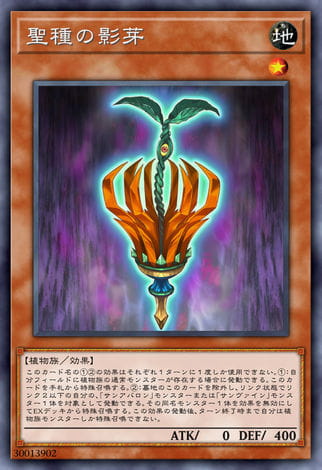 聖種の影芽
地
[植物族/効果]
このカード名の①②の効果はそれぞれ1ターンに1度しか使用できない。①:自
分フィールドに植物族の通常モンスターが存在する場合に発動できる。このカー
ドを手札から特殊召喚する。②:墓地のこのカードを除外し、リンク状態でリ
ンク2以下の自分の、「サンアバロン」モンスターまたは「サンヴァイン」モンスタ
ー1体を対象として発動できる。その同名モンスター1体を効果を無効にし
てEXデッキから特殊召喚する。この効果の発動後、ターン終了時まで自分は植物
族モンスターしか特殊召喚できない。
ATK/ 0 DEF/ 400
30013902